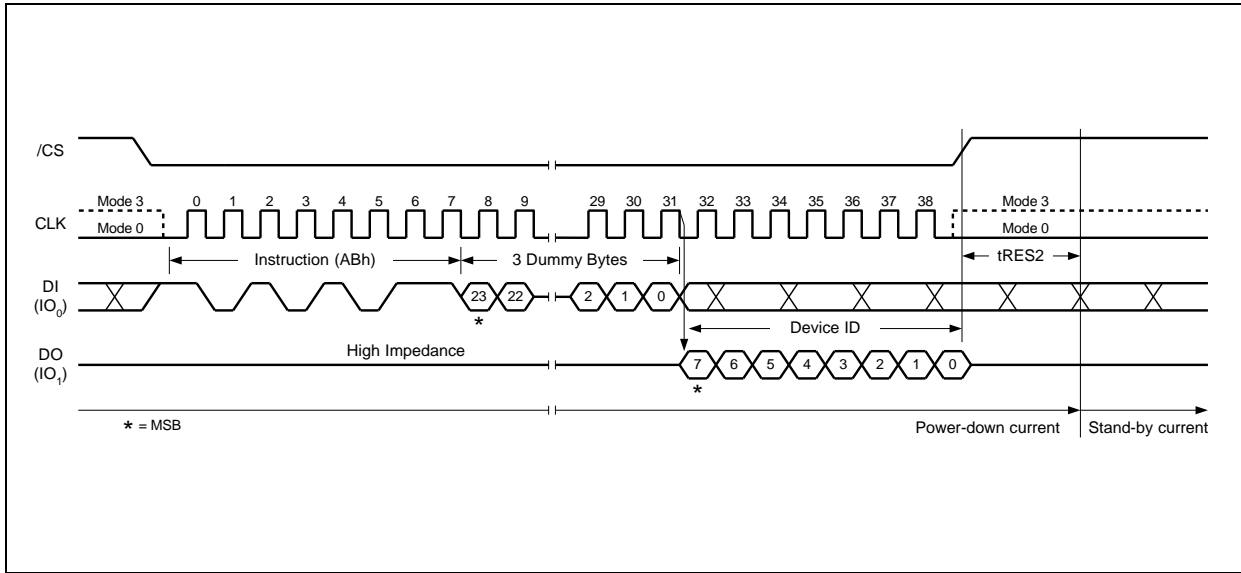 /CS
Mode 3 0 1 2 3 4 5 6 7 8 9 29 30 31 32 33 34 35 36 37 38 Mode 3
CLK
Mode 0 Mode 0
Instruction (ABh) 3 Dummy Bytes tRES2
DI
(IO0) 23 22 2 1 0
*
Device ID
High Impedance
DO
(IO1) 7 6 5 4 3 2 1 0
*
* = MSB
Power-down current Stand-by current